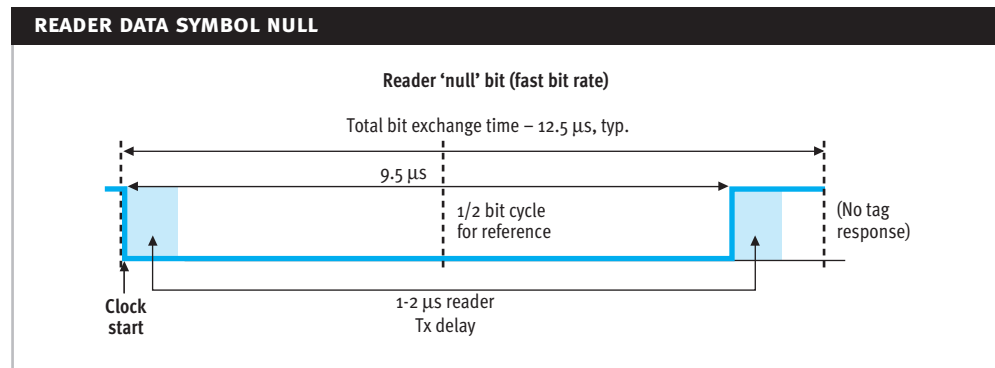 READER DATA SYMBOL NULL
Reader ‘null’ bit (fast bit rate)
Total bit exchange time – 12.5 µs, typ.
9.5 µs
1/2 bit cycle
for reference
(No tag
response)
1-2 µs reader
Tx delay
Clock
start